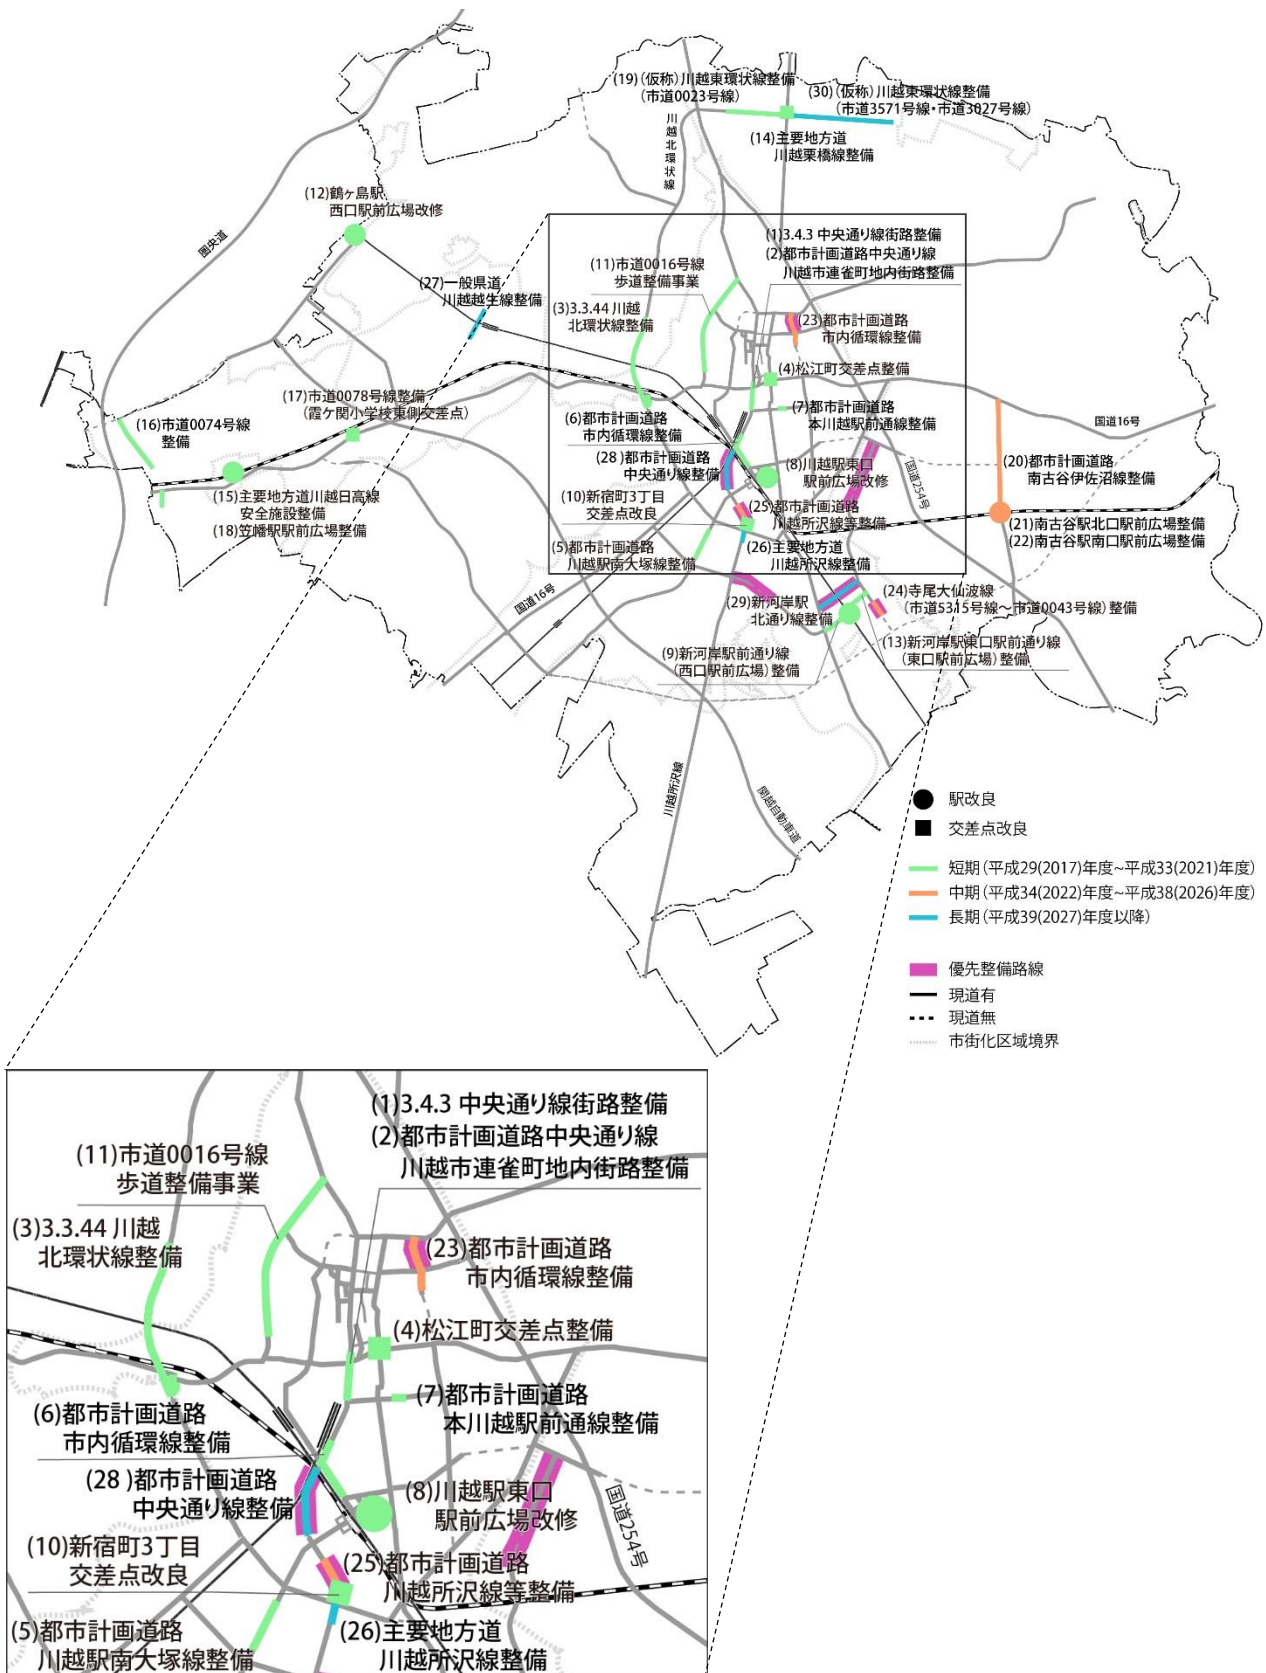 (19)(仮称)川越東環状線整備
(市道0023号線)
(30)(仮称)川越東環状線整備
(市道3571号線・市道3027号線)
川越北環状線
(14)主要地方道
川越栗橋線整備
(12)鶴ヶ島駅
西口駅前広場改修
圏央道
(1)3.4.3 中央通り線街路整備
(2)都市計画道路中央通り線
川越市連雀町地内街路整備
(11)市道0016号線
歩道整備事業
(27)一般県道
川越越生線整備
(3)3.3.44 川越
北環状線整備
(23)都市計画道路
市内循環線整備
(4)松江町交差点整備
(17)市道0078号線整備
(霞ケ関小学校東側交差点)
(16)市道0074号線
整備
(6)都市計画道路
市内循環線整備
(7)都市計画道路
本川越駅前通線整備
国道16号
(28)都市計画道路
中央通り線整備
(8)川越駅東口
駅前広場改修
国道254号
(20)都市計画道路
南古谷伊佐沼線整備
(15)主要地方道川越日高線
安全施設整備
(18)笠幡駅駅前広場整備
(10)新宿町3丁目
交差点改良
(25)都市計画道路
川越所沢線等整備
(21)南古谷駅北口駅前広場整備
(22)南古谷駅南口駅前広場整備
(5)都市計画道路
川越駅南大塚線整備
(26)主要地方道
川越所沢線整備
国道16号
(29)新河岸駅
北通り線整備
(24)寺尾大仙波線
(市道5315号線~市道0043号線)整備
(9)新河岸駅前通り線
(西口駅前広場)整備
(13)新河岸駅東口駅前通り線
(東口駅前広場)整備
川越所沢線
関越自動車道
駅改良
交差点改良
短期(平成29(2017)年度~平成33(2021)年度)
中期(平成34(2022)年度~平成38(2026)年度)
長期(平成39(2027)年度以降)
優先整備路線
現道有
現道無
市街化区域境界
(1)3.4.3 中央通り線街路整備
(2)都市計画道路中央通り線
川越市連雀町地内街路整備
(11)市道0016号線
歩道整備事業
(3)3.3.44 川越
北環状線整備
(23)都市計画道路
市内循環線整備
(4)松江町交差点整備
(7)都市計画道路
本川越駅前通線整備
(6)都市計画道路
市内循環線整備
(28 )都市計画道路
中央通り線整備
(8)川越駅東口
駅前広場改修
国道254号
(10)新宿町3丁目
交差点改良
(25)都市計画道路
川越所沢線等整備
(5)都市計画道路
川越駅南大塚線整備
(26)主要地方道
川越所沢線整備